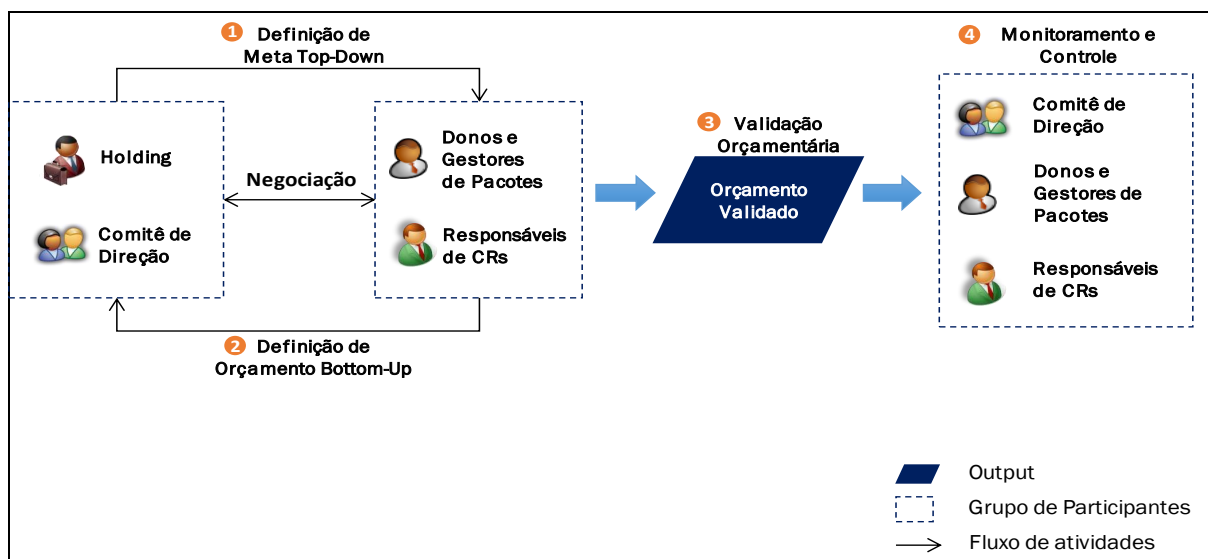 1 Definição de
Meta Top-Down
Holding
Comitê de
Direção
Negociação
Donos e
Gestores
de Pacotes
Responsáveis
de CRs
2 Definição de
Orçamento Bottom-Up
3 Validação
Orçamentária
Orçamento
Validado
4 Monitoramento e
Controle
Comitê de
Direção
Donos e
Gestores de
Pacotes
Responsáveis
de CRs
Output
Grupo de Participantes
Fluxo de atividades